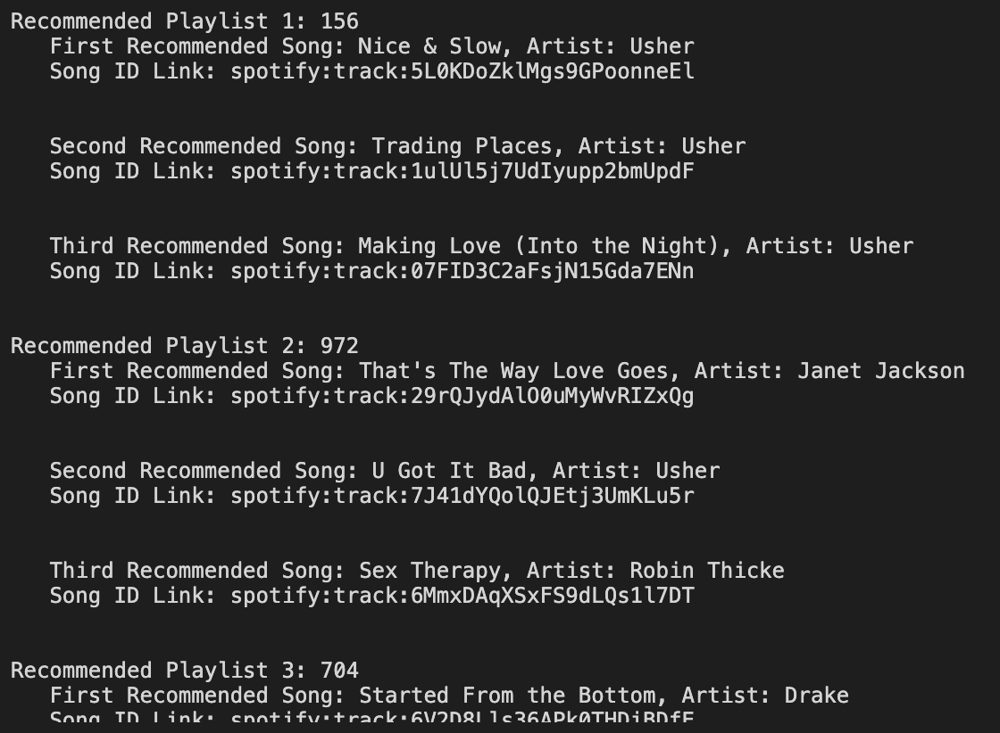 Recommended Playlist 1: 156
First Recommended Song: Nice & Slow, Artist: Usher
Song ID Link: spotify:track:5L0KDoZklMgs9GPoonneEl
Second Recommended Song: Trading Places, Artist: Usher
Song ID Link: spotify:track:1ulUl5j7UdIyupp2bmUpdF
Third Recommended Song: Making Love (Into the Night), Artist: Usher
Song ID Link: spotify:track:07FID3C2aFsjN15Gda7ENn
Recommended Playlist 2: 972
First Recommended Song: That's The Way Love Goes, Artist: Janet Jackson
Song ID Link: spotify:track:29rQJydAlO0uMyWvRIZxQg
Second Recommended Song: U Got It Bad, Artist: Usher
Song ID Link: spotify:track:7J41dYQolQJEtj3UmKLu5r
Third Recommended Song: Sex Therapy, Artist: Robin Thicke
Song ID Link: spotify:track:6MmxDAqXSxFS9dLQs1l7DT
Recommended Playlist 3: 704
First Recommended Song: Started From the Bottom, Artist: Drake
Song ID Link: